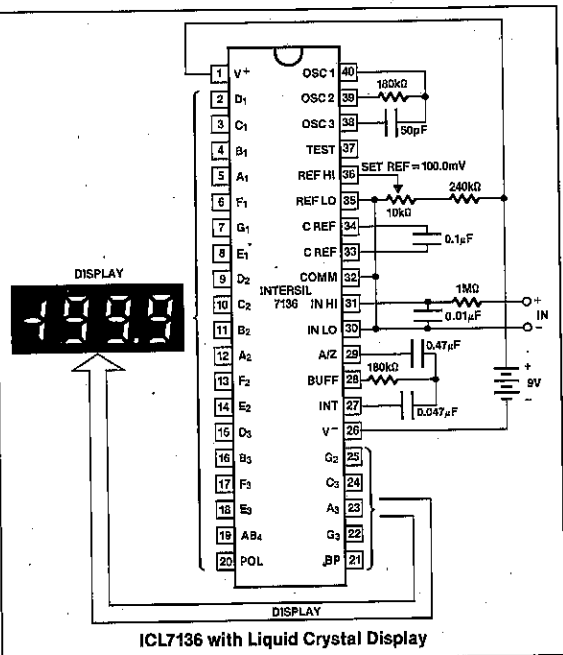 1 V+ OSC 1 40
2 D1 OSC 2 39 180kΩ
3 C1 OSC 3 38 50pF
4 B1 TEST 37
5 A1 REF HI 36 SET REF=100.0mV
6 F1 REF LO 35 10kΩ 240kΩ
7 G1 C REF 34
8 E1 C REF 33 0.1μF
DISPLAY
9 D2 COMM 32
INTERSIL
7136
10 C2 IN HI 31 1MΩ + IN
-199.9
11 B2 IN LO 30 0.01μF −
12 A2 A/Z 29 0.47μF
13 F2 BUFF 28 180kΩ
+ 9V −
14 E2 INT 27 0.047μF
15 D3 V− 26
16 B3 G2 25
17 F3 C3 24
18 E3 A3 23
19 AB4 G3 22
20 POL BP 21
DISPLAY
ICL7136 with Liquid Crystal Display